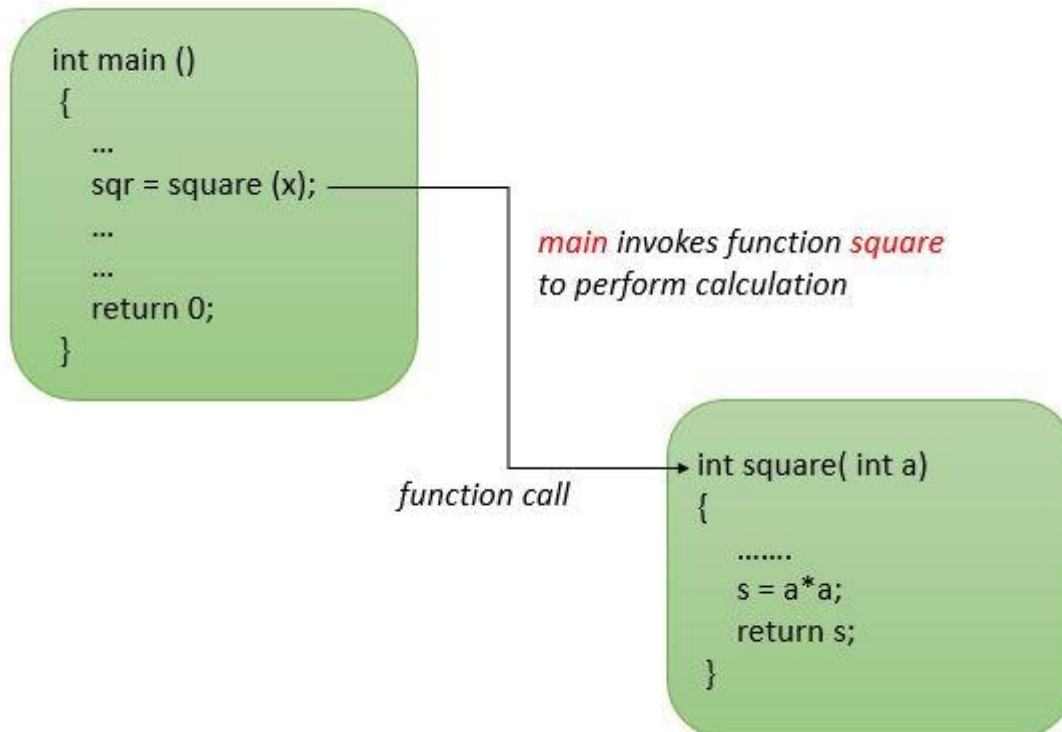 int main ()
{
...
sqr = square (x);
...
...
return 0;
}
main invokes function square
to perform calculation
function call
int square( int a)
{
.......
s = a*a;
return s;
}